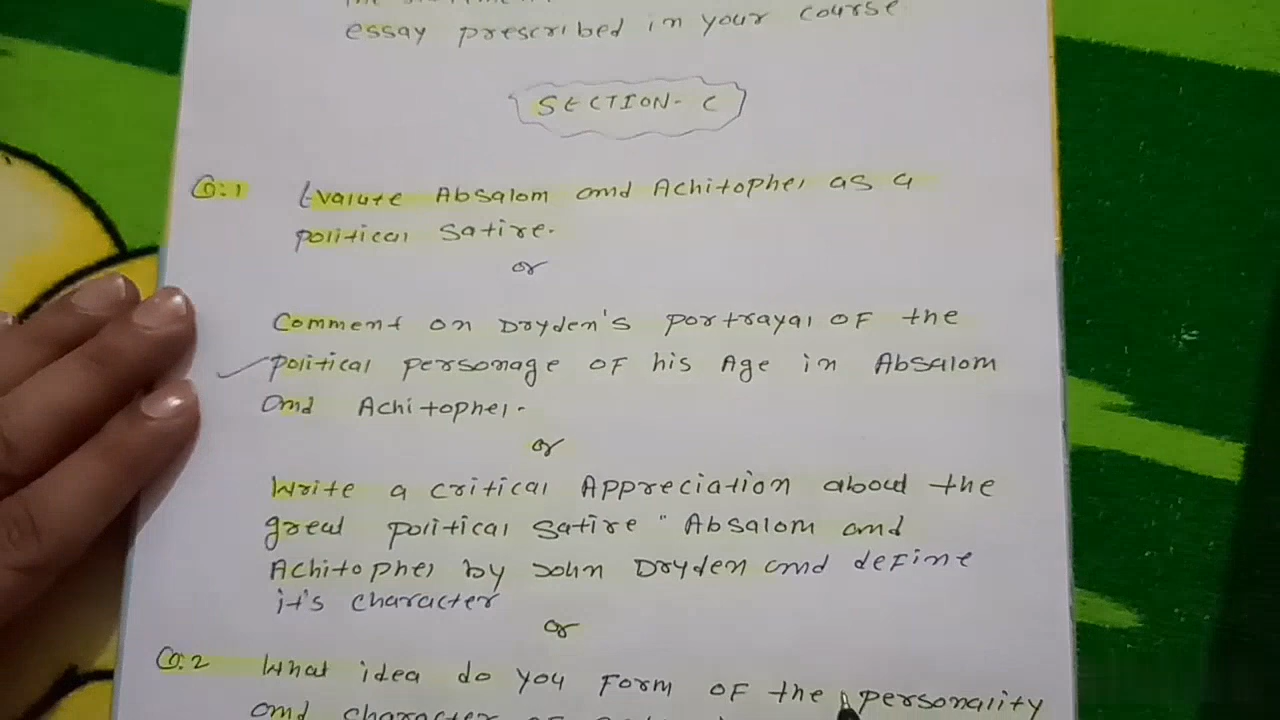 essay prescribed in your course
SECTION- C
Q:1 Evalute Absalom and Achitophel as a
political satire.
or
Comment on Dryden's portrayal OF the
political personage OF his Age in Absalom
and Achitophel.
or
Write a critical Appreciation about the
great political satire " Absalom and
Achitophel by John Dryden and define
it's character
or
Q:2 What idea do you Form OF the personality
and character OF